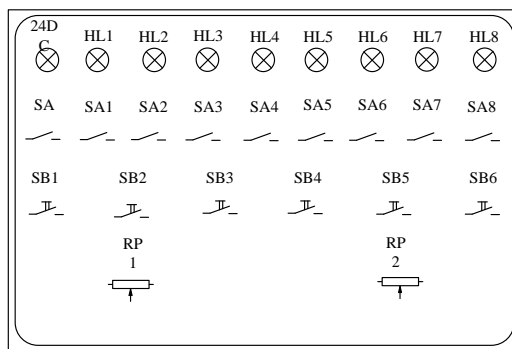 24D
C HL1 HL2 HL3 HL4 HL5 HL6 HL7 HL8
SA SA1 SA2 SA3 SA4 SA5 SA6 SA7 SA8
SB1 SB2 SB3 SB4 SB5 SB6
RP RP
1 2